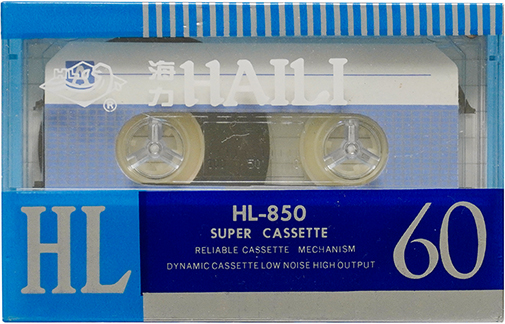 海力 HAILI
®
HL-850
SUPER CASSETTE
RELIABLE CASSETTE MECHANISM
DYNAMIC CASSETTE LOW NOISE HIGH OUTPUT
HL
60